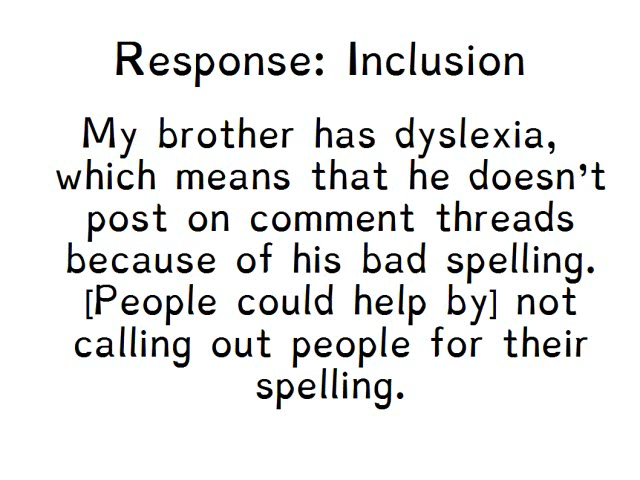 Response: Inclusion
My brother has dyslexia,
which means that he doesn’t
post on comment threads
because of his bad spelling.
[People could help by] not
calling out people for their
spelling.